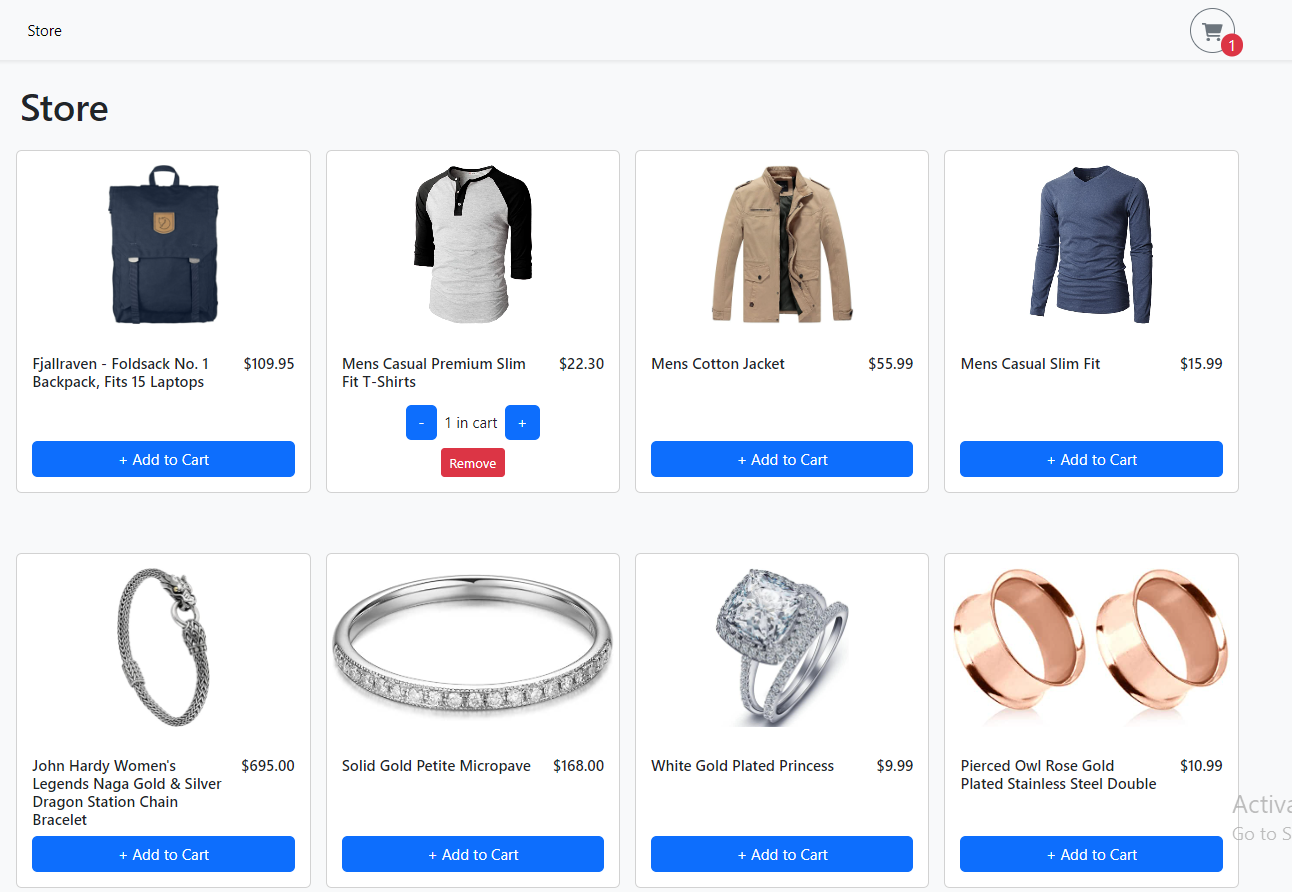 Store
1
Store
Fjallraven - Foldsack No. 1 $109.95
Backpack, Fits 15 Laptops
+ Add to Cart
Mens Casual Premium Slim $22.30
Fit T-Shirts
- 1 in cart +
Remove
Mens Cotton Jacket $55.99
+ Add to Cart
Mens Casual Slim Fit $15.99
+ Add to Cart
John Hardy Women's $695.00
Legends Naga Gold & Silver
Dragon Station Chain
Bracelet
+ Add to Cart
Solid Gold Petite Micropave $168.00
+ Add to Cart
White Gold Plated Princess $9.99
+ Add to Cart
Pierced Owl Rose Gold $10.99
Plated Stainless Steel Double
+ Add to Cart
Activa
Go to S